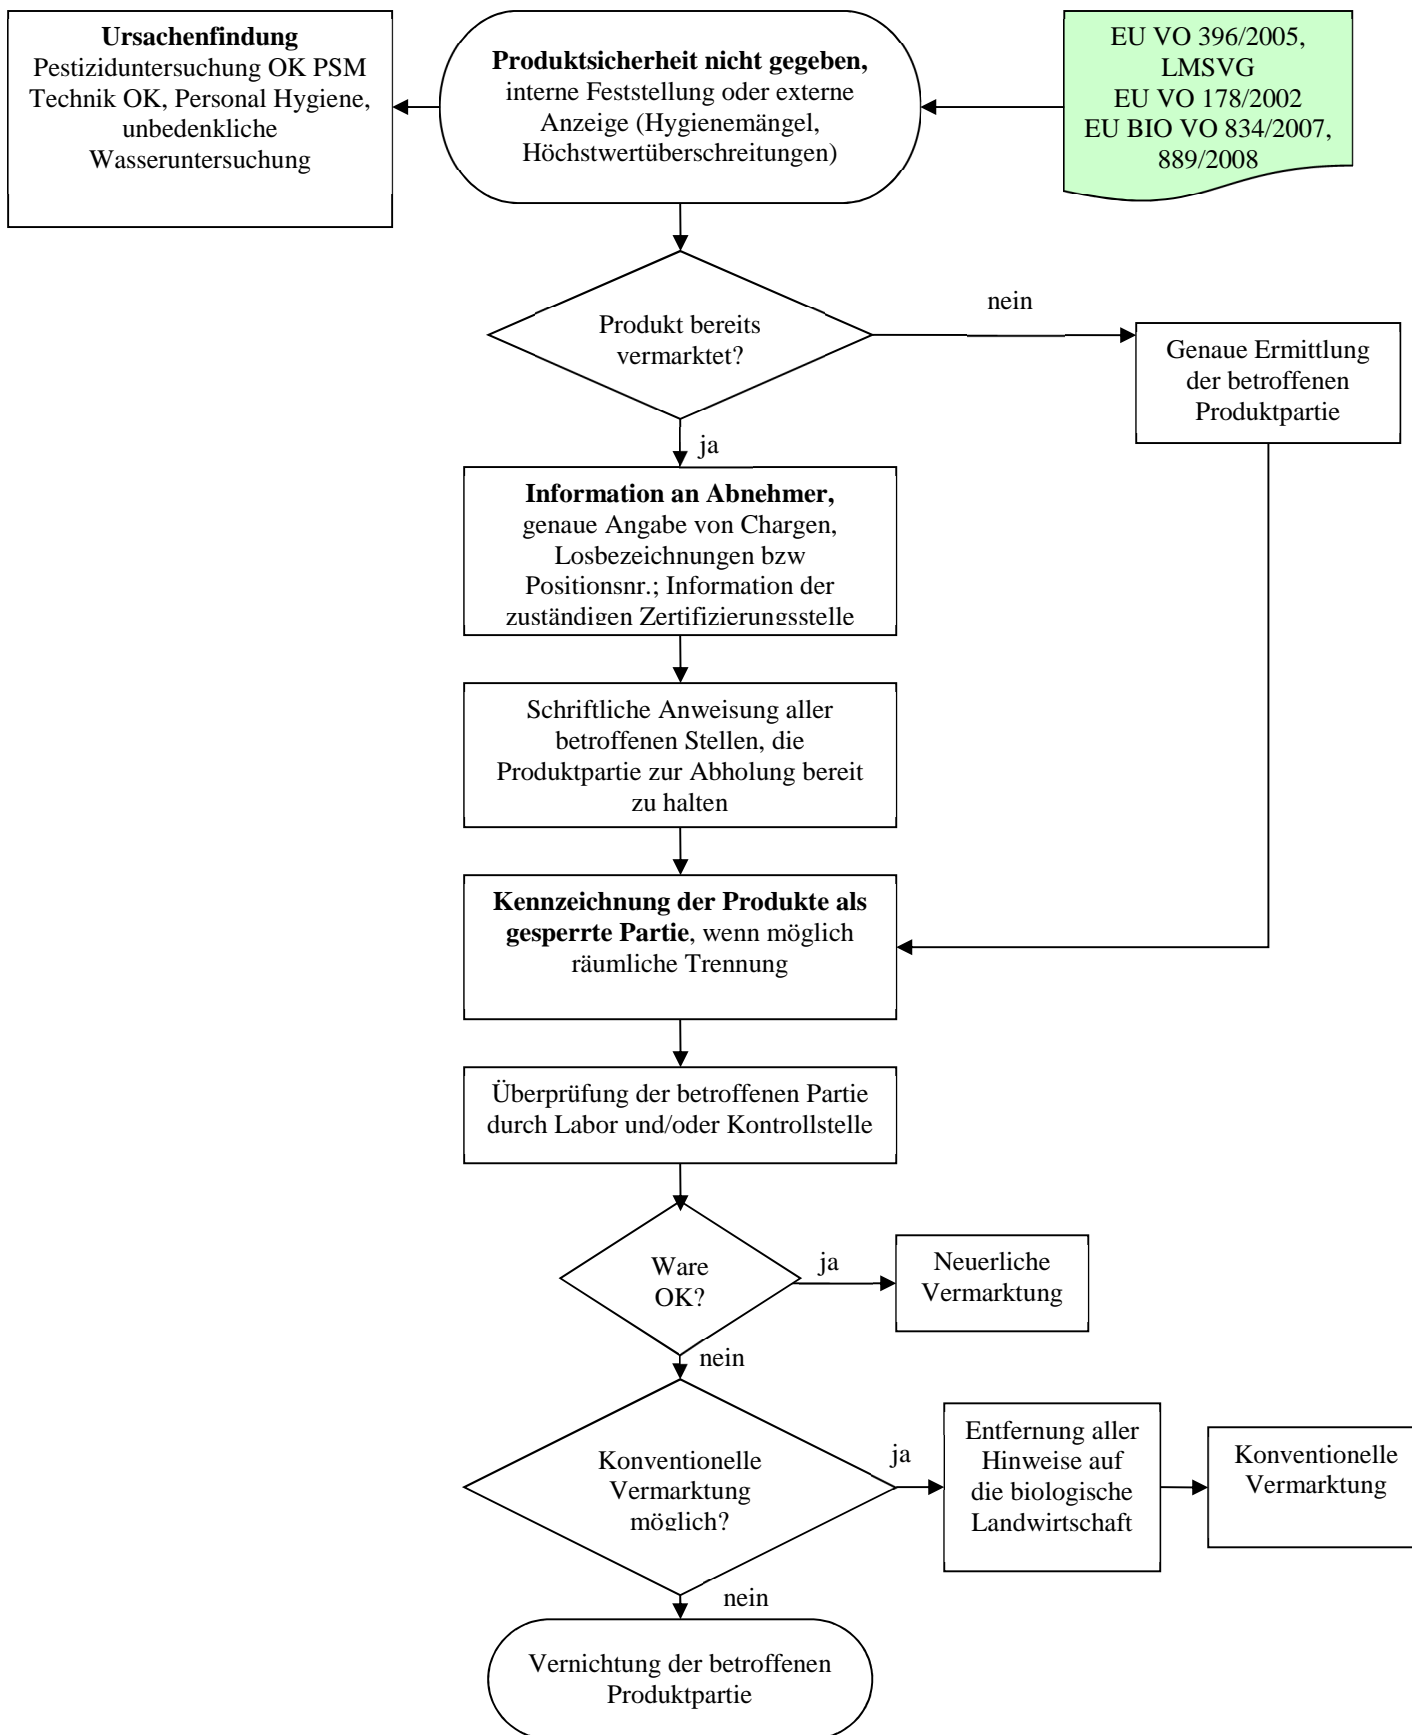 Ursachenfindung
Pestiziduntersuchung OK PSM
Technik OK, Personal Hygiene,
unbedenkliche
Wasseruntersuchung
Produktsicherheit nicht gegeben,
interne Feststellung oder externe
Anzeige (Hygienemängel,
Höchstwertüberschreitungen)
EU VO 396/2005,
LMSVG
EU VO 178/2002
EU BIO VO 834/2007,
889/2008
Produkt bereits
vermarktet?
nein
Genaue Ermittlung
der betroffenen
Produktpartie
ja
Information an Abnehmer,
genaue Angabe von Chargen,
Losbezeichnungen bzw
Positionsnr.; Information der
zuständigen Zertifizierungsstelle
Schriftliche Anweisung aller
betroffenen Stellen, die
Produktpartie zur Abholung bereit
zu halten
Kennzeichnung der Produkte als
gesperrte Partie, wenn möglich
räumliche Trennung
Überprüfung der betroffenen Partie
durch Labor und/oder Kontrollstelle
Ware
OK?
ja
Neuerliche
Vermarktung
nein
Konventionelle
Vermarktung
möglich?
ja
Entfernung aller
Hinweise auf
die biologische
Landwirtschaft
Konventionelle
Vermarktung
nein
Vernichtung der betroffenen
Produktpartie